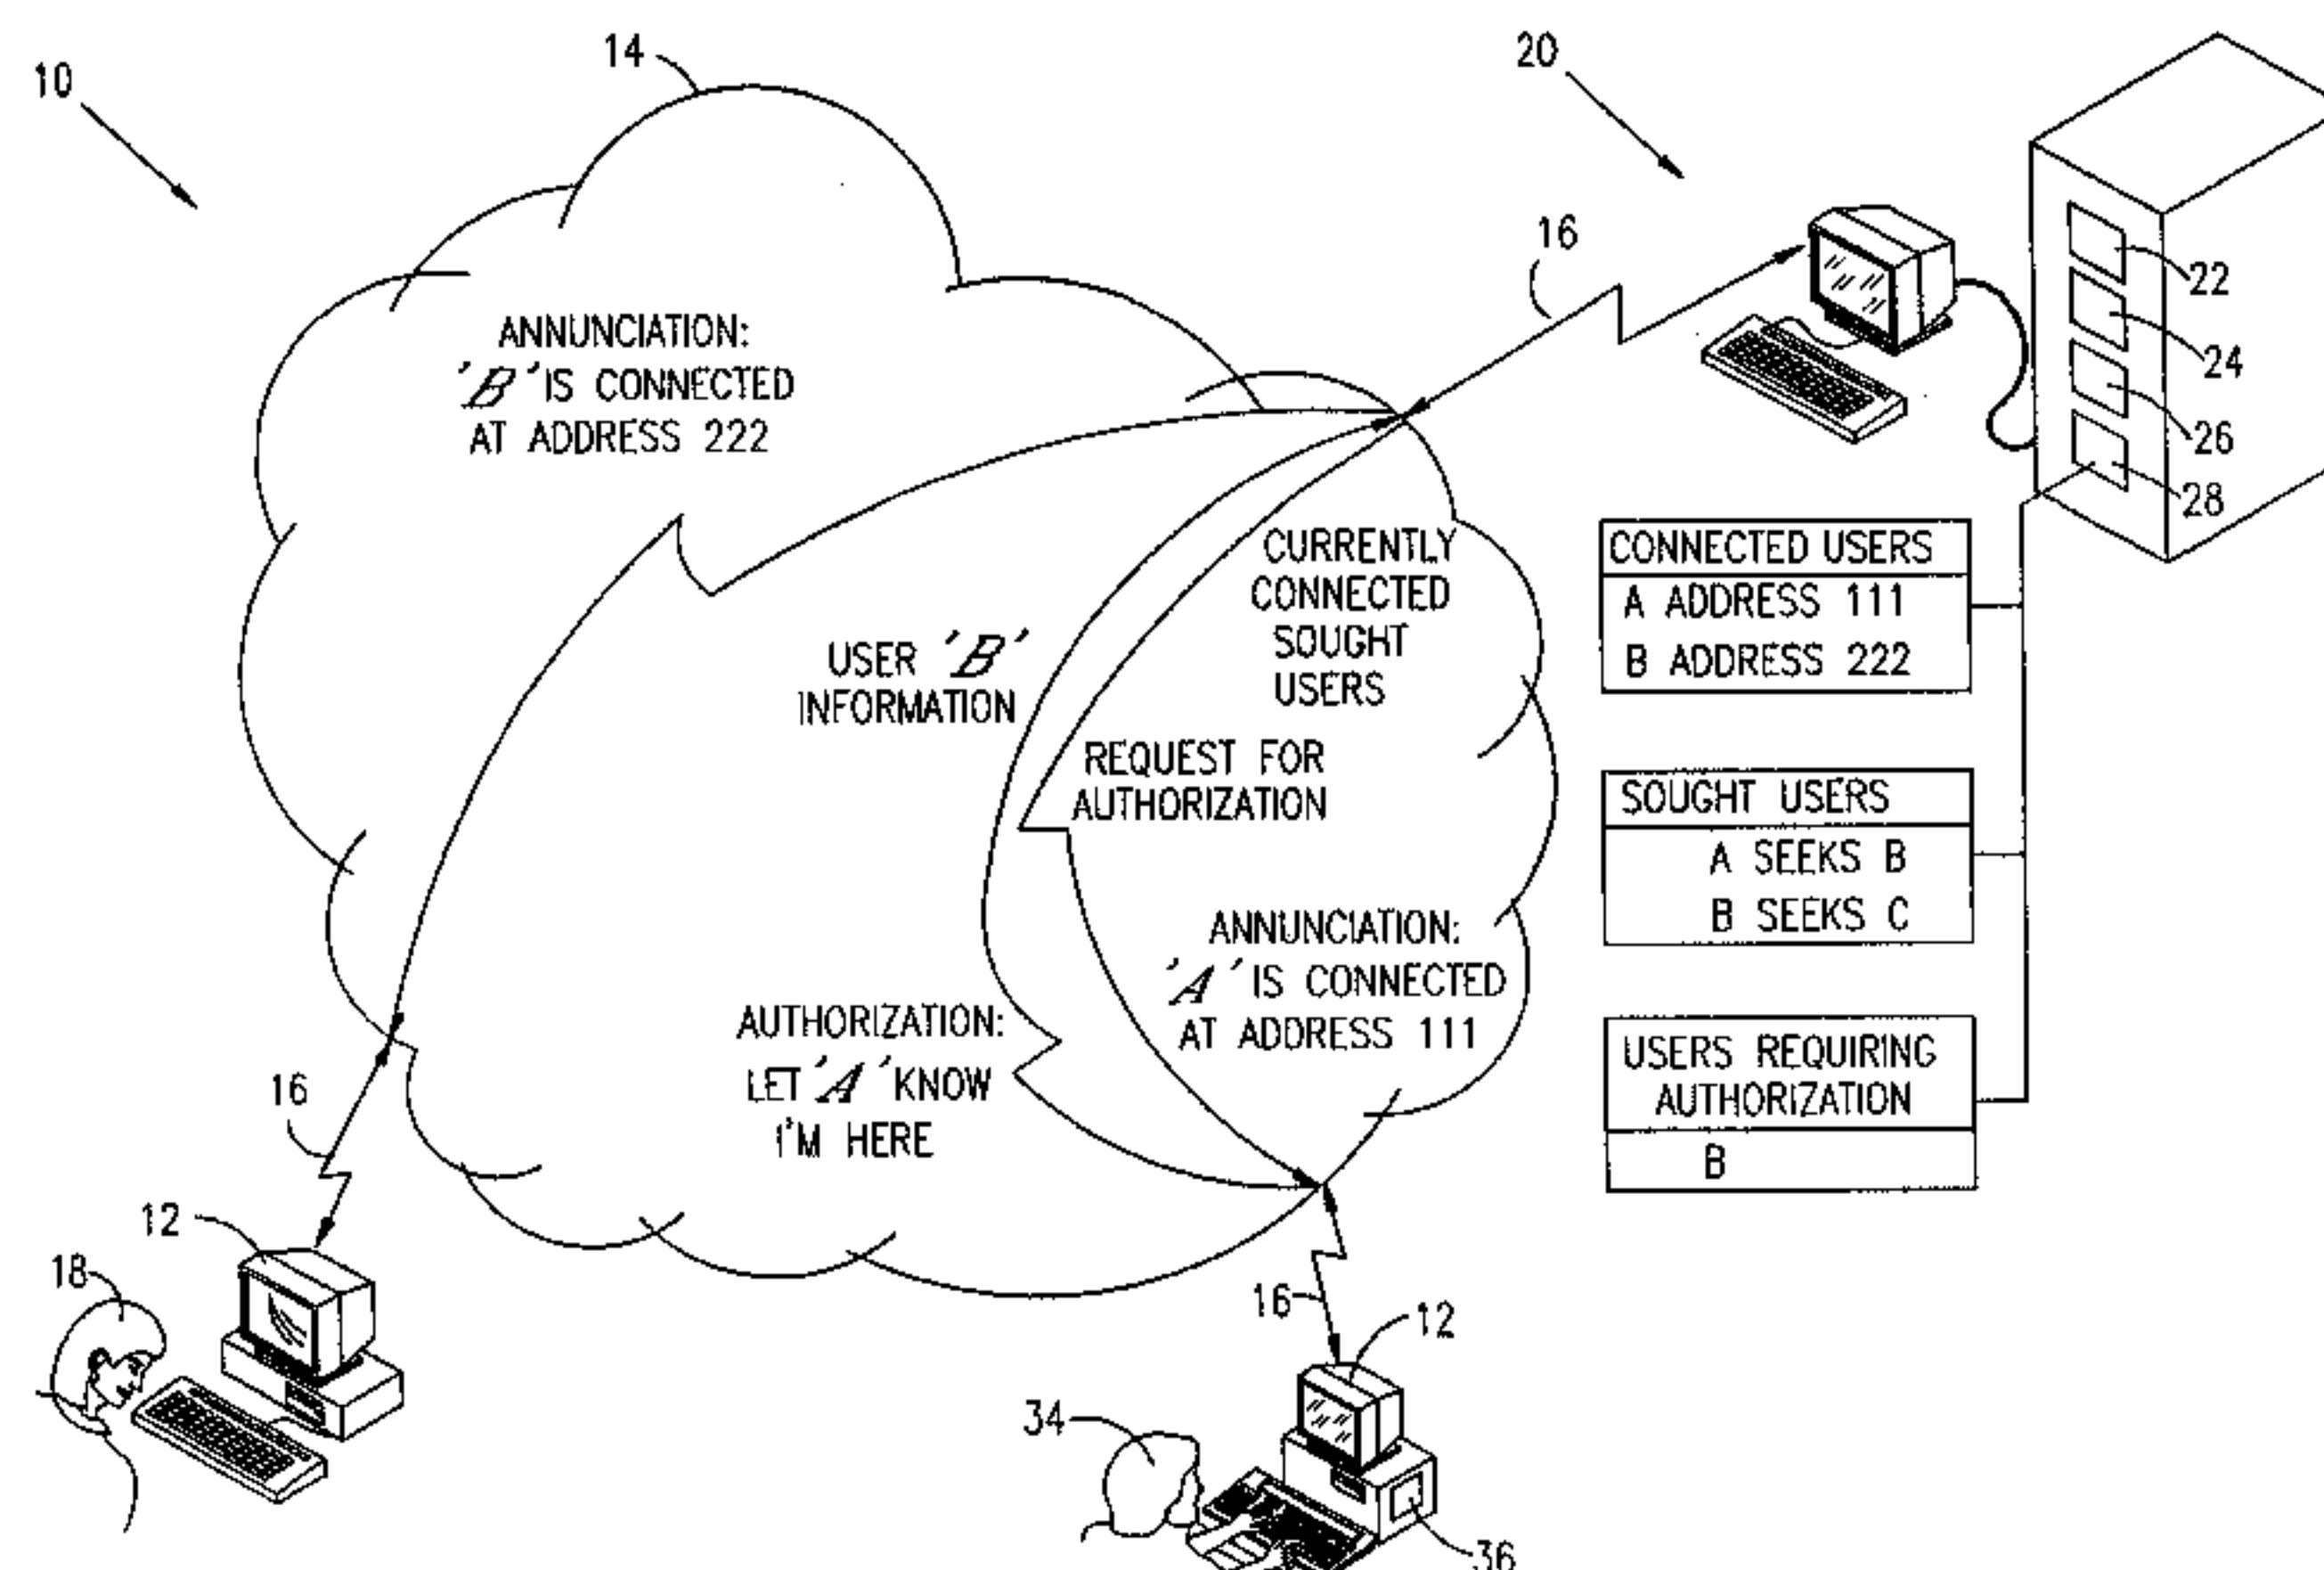 10
14
20
16
22
24
26
28
ANNUNCIATION:
'B' IS CONNECTED
AT ADDRESS 222
USER 'B'
INFORMATION
CURRENTLY
CONNECTED
SOUGHT
USERS
REQUEST FOR
AUTHORIZATION
ANNUNCIATION:
'A' IS CONNECTED
AT ADDRESS 111
AUTHORIZATION:
LET 'A' KNOW
I'M HERE
CONNECTED USERS
A ADDRESS 111
B ADDRESS 222
SOUGHT USERS
A SEEKS B
B SEEKS C
USERS REQUIRING
AUTHORIZATION
B
16
12
18
16
12
34
36